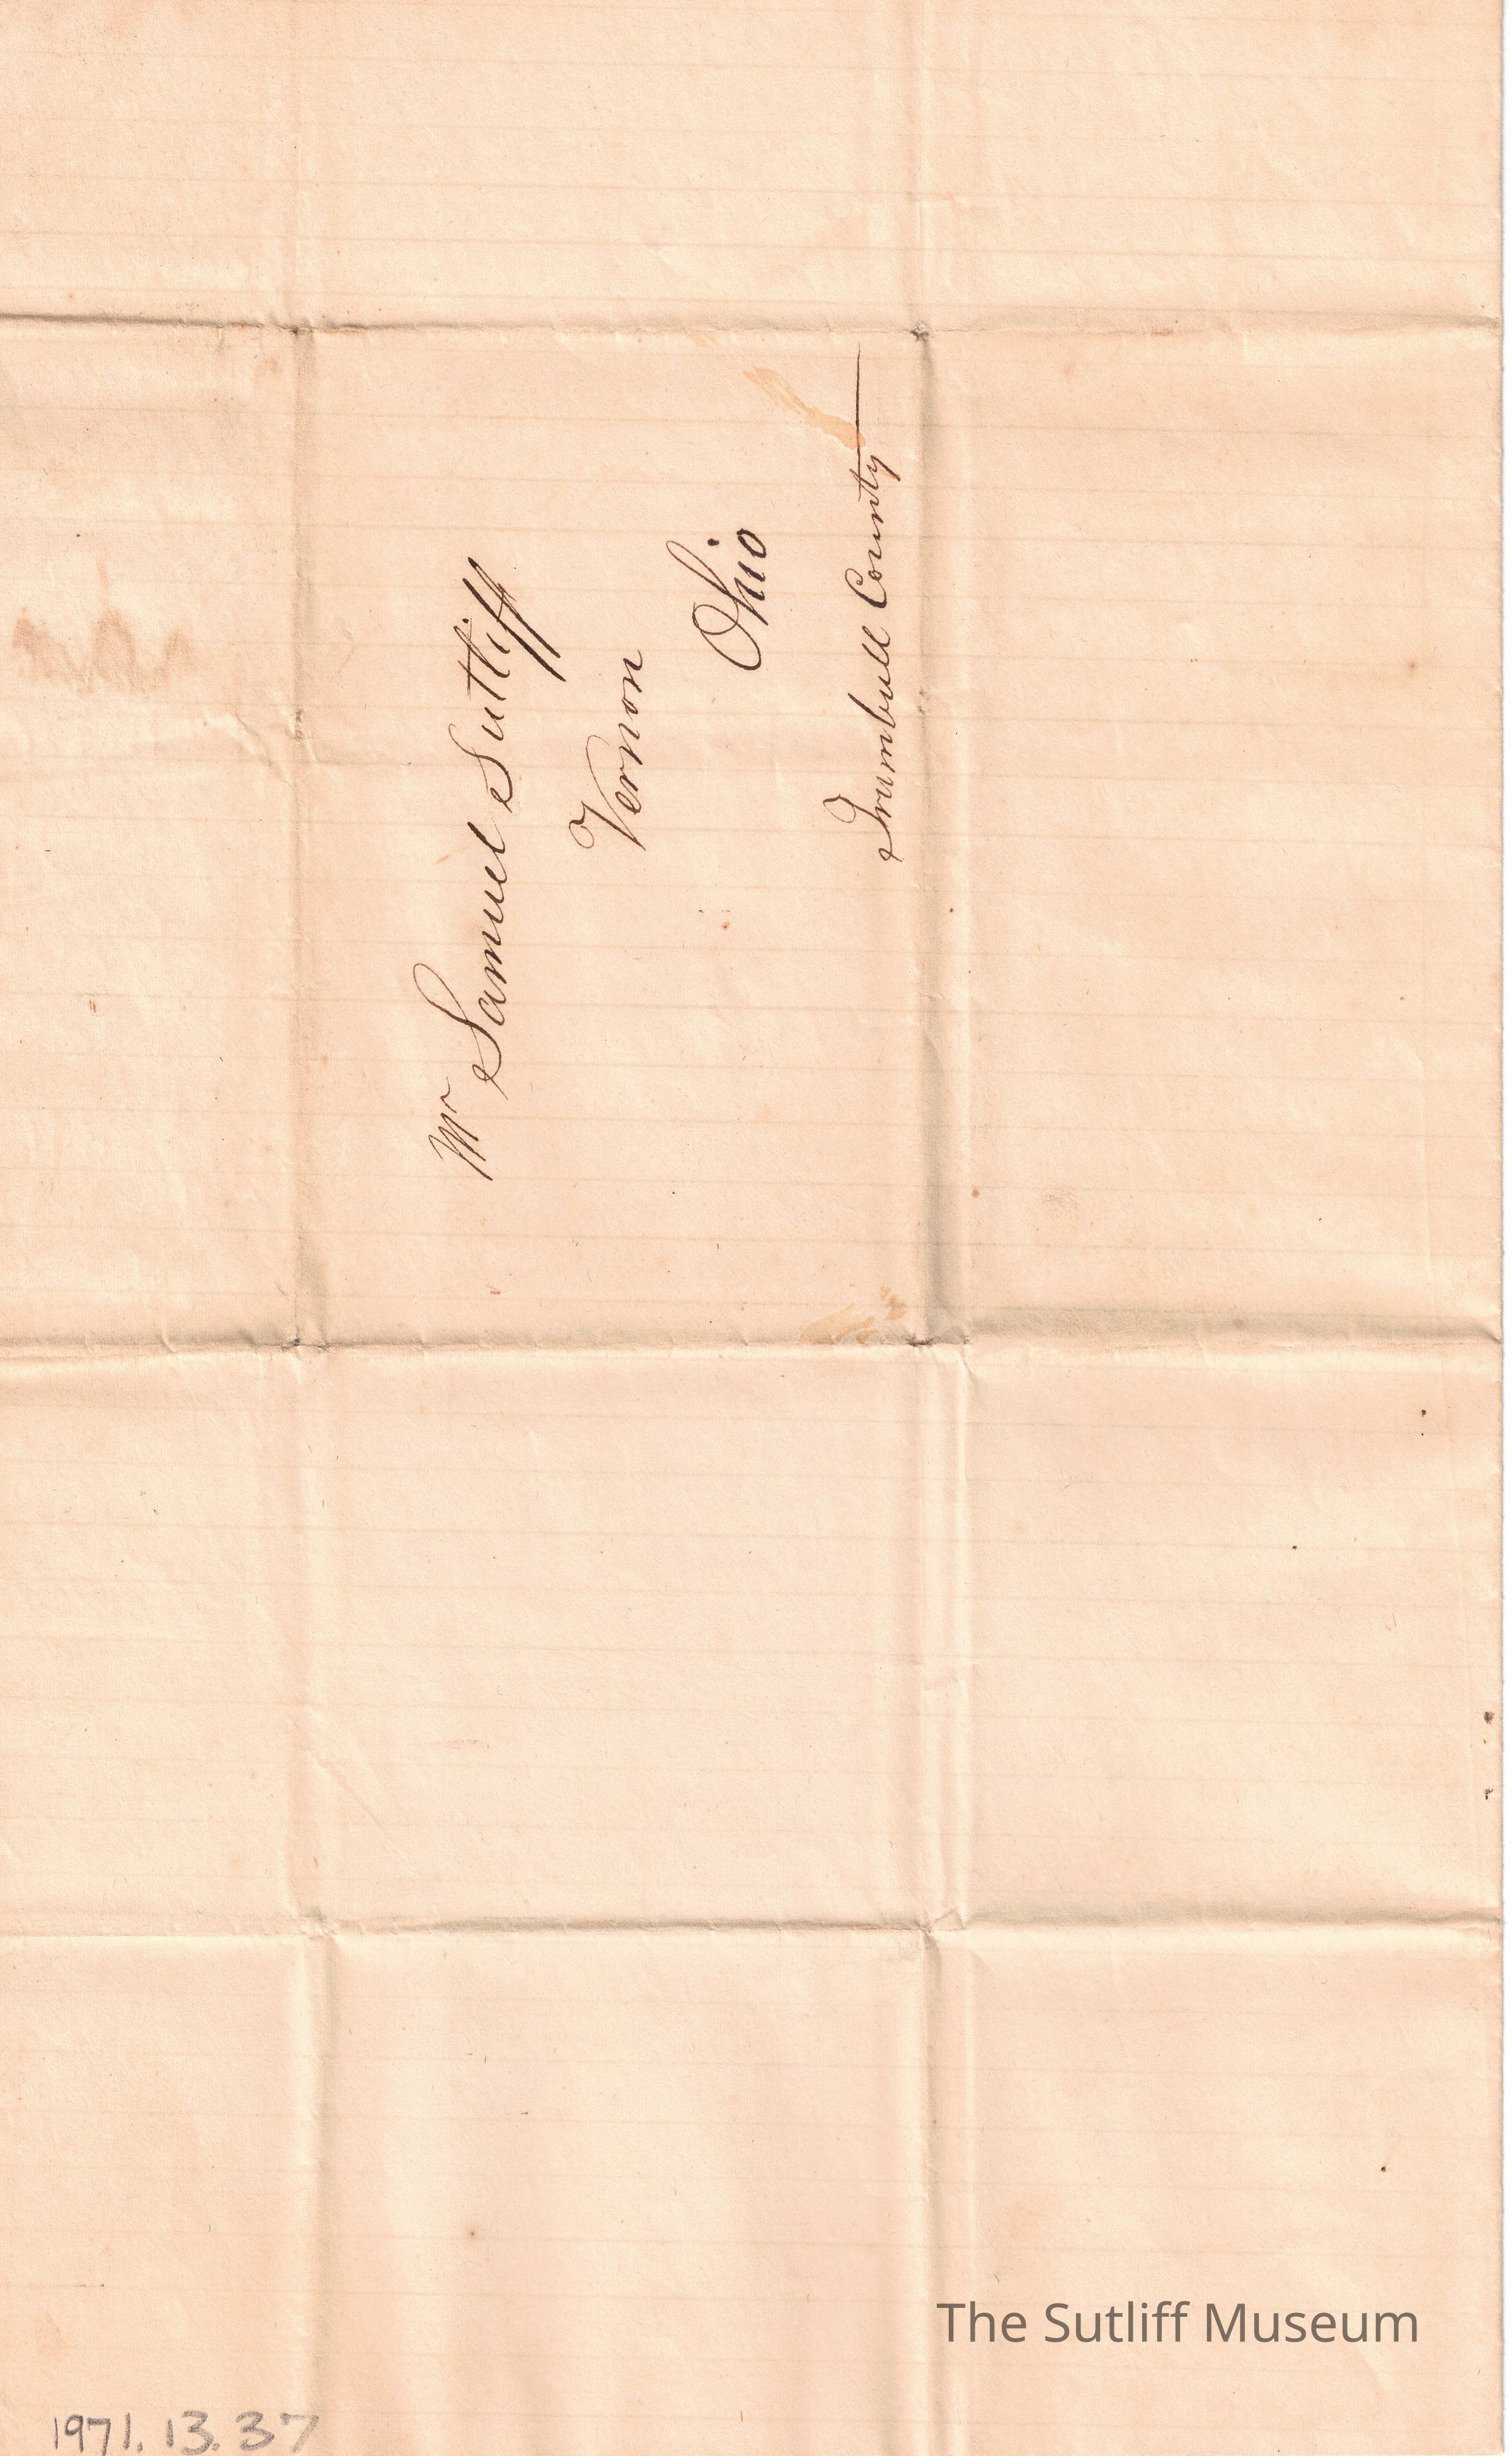 Mr Samuel Sutliff
Vernon
Ohio
Trumbull County
The Sutliff Museum
1971.13.37